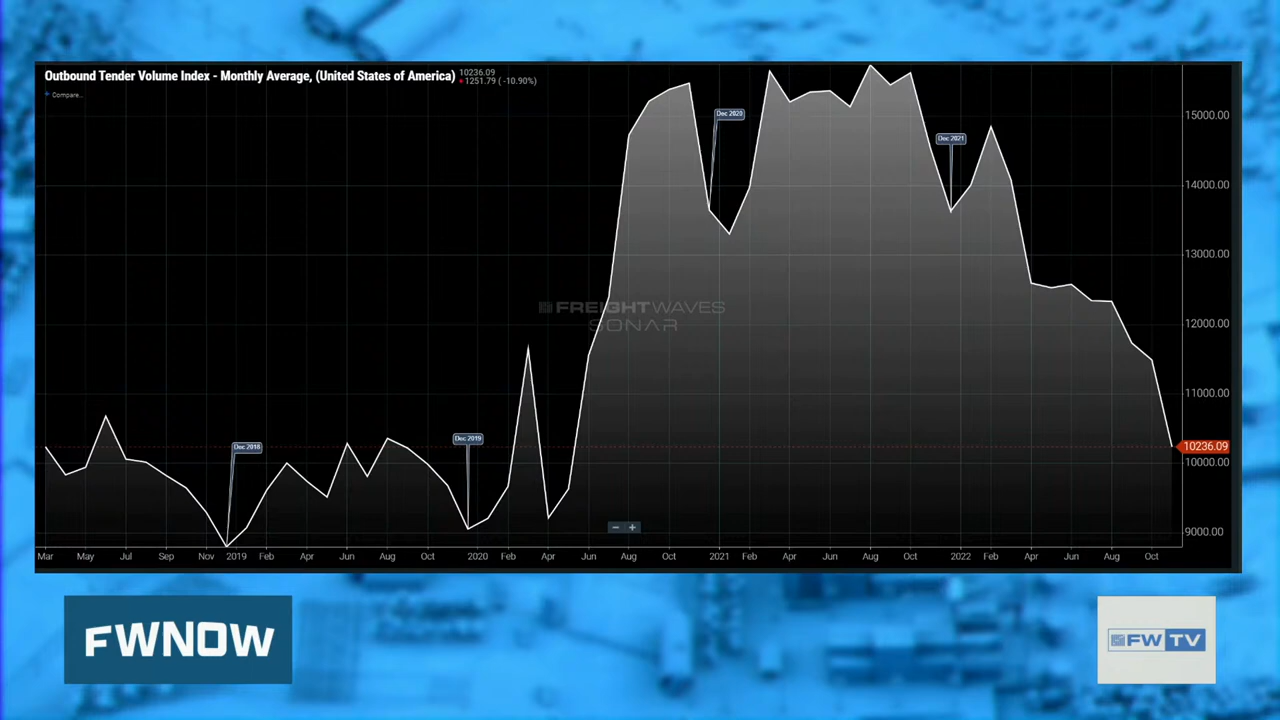 Outbound Tender Volume Index - Monthly Average, (United States of America) 10236.09
1251.79 ( -10.90%)
Compare...
Dec 2020
Dec 2021
Dec 2018
Dec 2019
FREIGHTWAVES
SONAR
15000.00
14000.00
13000.00
12000.00
11000.00
10236.09
10000.00
9000.00
− +
Mar May Jul Sep Nov 2019 Feb Apr Jun Aug Oct 2020 Feb Apr Jun Aug Oct 2021 Feb Apr Jun Aug Oct 2022 Feb Apr Jun Aug Oct
FWNOW
FWTV